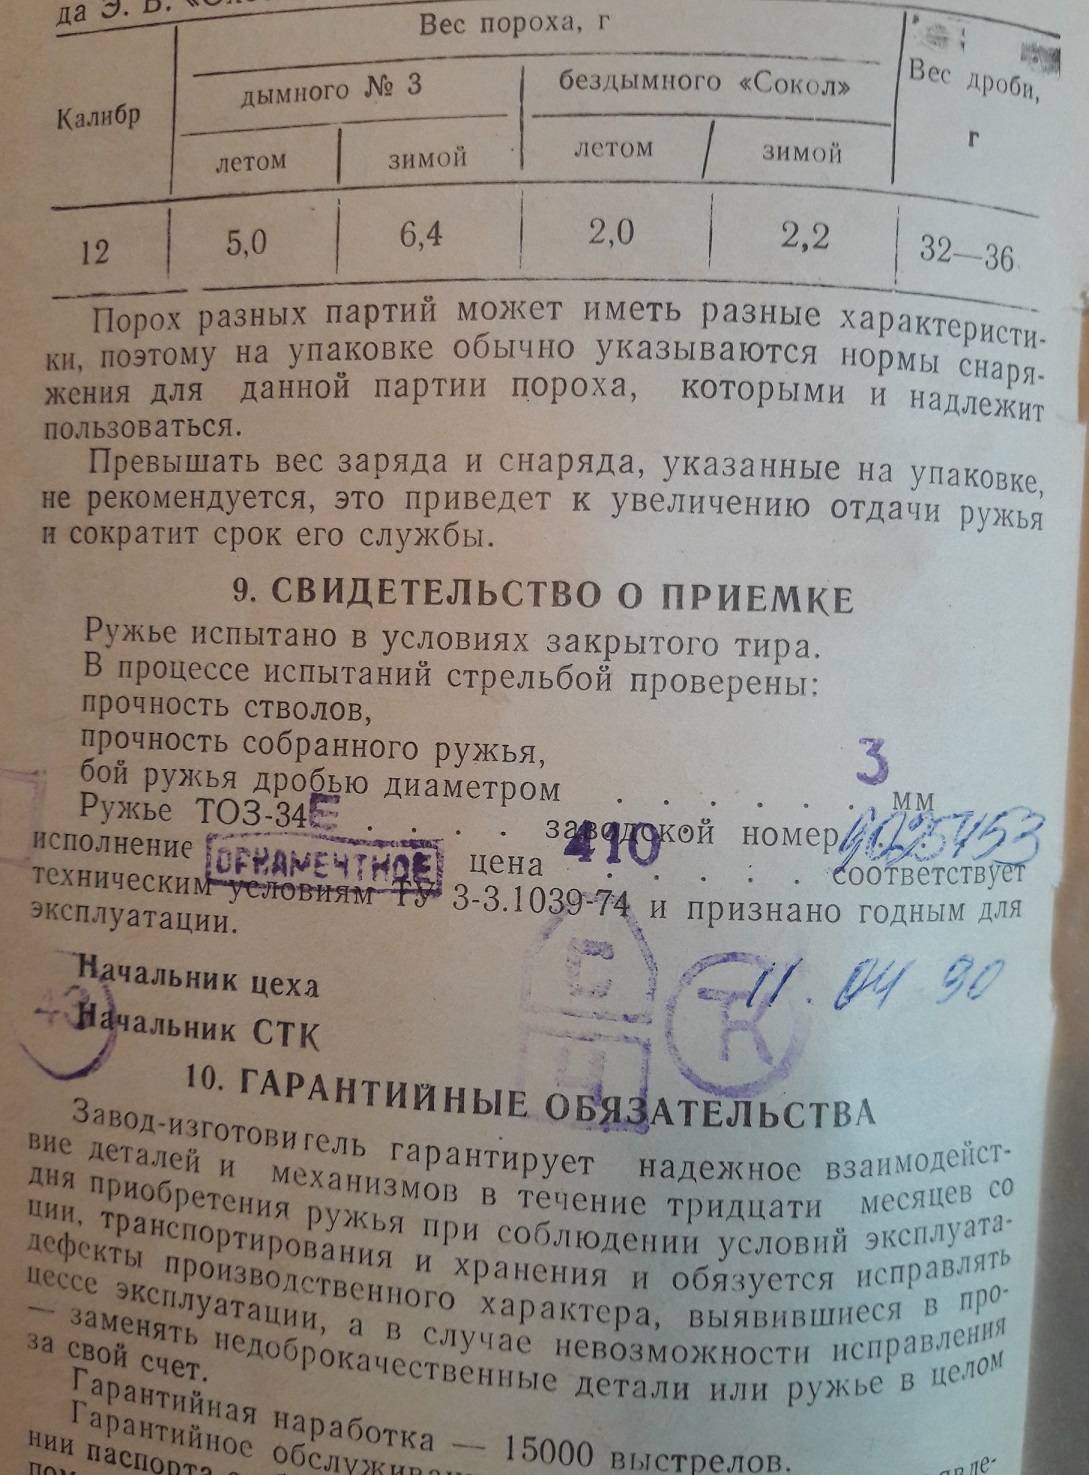 да Э. В.
Калибр
Вес пороха, г
Вес дроби,
г
дымного № 3
бездымного «Сокол»
летом
зимой
летом
зимой
12
5,0
6,4
2,0
2,2
32—36
Порох разных партий может иметь разные характеристи-
ки, поэтому на упаковке обычно указываются нормы снаря-
жения для данной партии пороха, которыми и надлежит
пользоваться.
Превышать вес заряда и снаряда, указанные на упаковке,
не рекомендуется, это приведет к увеличению отдачи ружья
и сократит срок его службы.
9. СВИДЕТЕЛЬСТВО О ПРИЕМКЕ
Ружье испытано в условиях закрытого тира.
В процессе испытаний стрельбой проверены:
прочность стволов,
прочность собранного ружья,
бой ружья дробью диаметром . . . . . . 3 мм
Ружье ТОЗ-34Е . . . . заводской номер
исполнение ОРНАМЕНТНОЕ цена 410 . . . . соответствует
техническим условиям ТУ 3-3.1039-74 и признано годным для
эксплуатации.
Начальник цеха
11. 04 90
43
Начальник СТК
10. ГАРАНТИЙНЫЕ ОБЯЗАТЕЛЬСТВА
Завод-изготовитель гарантирует надежное взаимодейст-
вие деталей и механизмов в течение тридцати месяцев со
дня приобретения ружья при соблюдении условий эксплуата-
ции, транспортирования и хранения и обязуется исправлять
дефекты производственного характера, выявившиеся в про-
цессе эксплуатации, а в случае невозможности исправления
— заменять недоброкачественные детали или ружье в целом
за свой счет.
Гарантийная наработка — 15000 выстрелов.
Гарантийное
нии паспорта